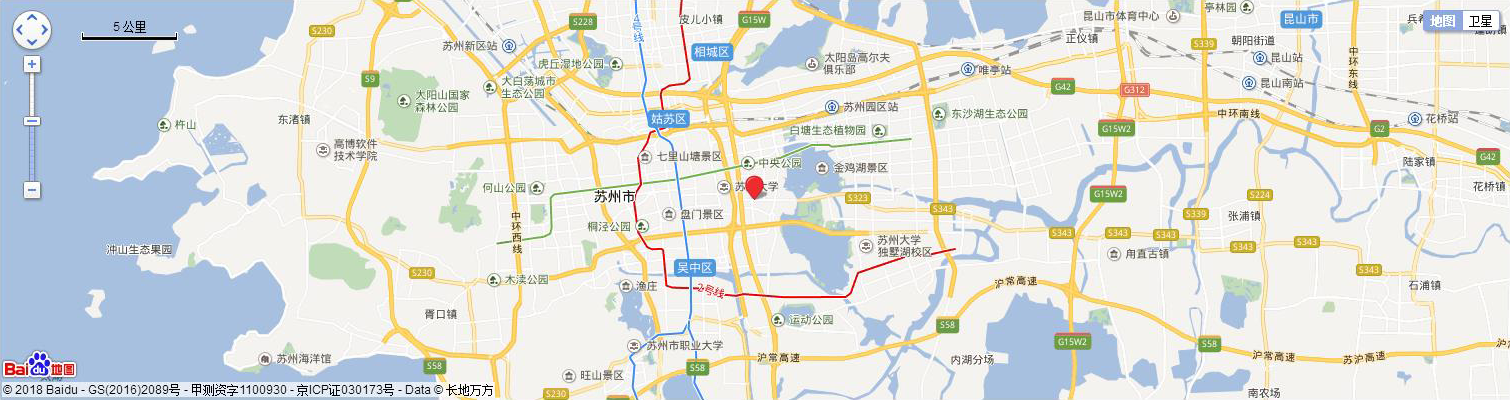 5 公里
S230
S228
皮儿小镇
4号线
G15W
昆山市体育中心
亭林公园
昆山市
地图
卫星
苏州新区站
相城区
太阳岛高尔夫
俱乐部
正仪镇
朝阳街道
S339
中环东线
昆山站
昆山南站
虎丘湿地公园
大白荡城市
生态公园
S9
大阳山国家
森林公园
唯亭站
G42
G312
苏州园区站
东沙湖生态公园
中环南线
杵山
东渚镇
姑苏区
白塘生态植物园
G15W2
G2
花桥站
高博软件
技术学院
七里山塘景区
中央公园
金鸡湖景区
陆家镇
G42
花桥镇
何山公园
苏州市
S323
G15W2
S224
S343
S339
张浦镇
中环西线
盘门景区
桐泾公园
苏州大学
独墅湖校区
S343
S343
S343
S343
甪直古镇
冲山生态果园
吴中区
S230
木渎公园
渔庄
2号线
沪常高速
S343
石浦镇
胥口镇
运动公园
S58
苏州市职业大学
G15W2
S58
沪常高速
内湖分场
苏沪高速
苏州海洋馆
S58
S58
旺山景区
S230
南农场
Baidu地图
© 2018 Baidu - GS(2016)2089号 - 甲测资字1100930 - 京ICP证030173号 - Data © 长地万方